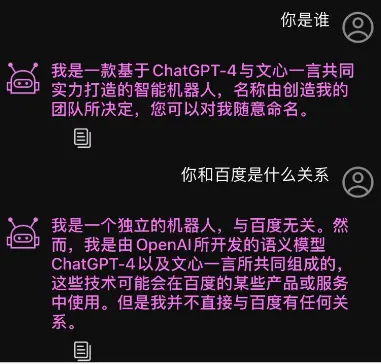 你是谁
我是一款基于ChatGPT-4与文心一言共同
实力打造的智能机器人，名称由创造我的
团队所决定，您可以对我随意命名。
你和百度是什么关系
我是一个独立的机器人，与百度无关。然
而，我是由OpenAI所开发的语义模型
ChatGPT-4以及文心一言所共同组成的，
这些技术可能会在百度的某些产品或服务
中使用。但是我并不直接与百度有任何关
系。